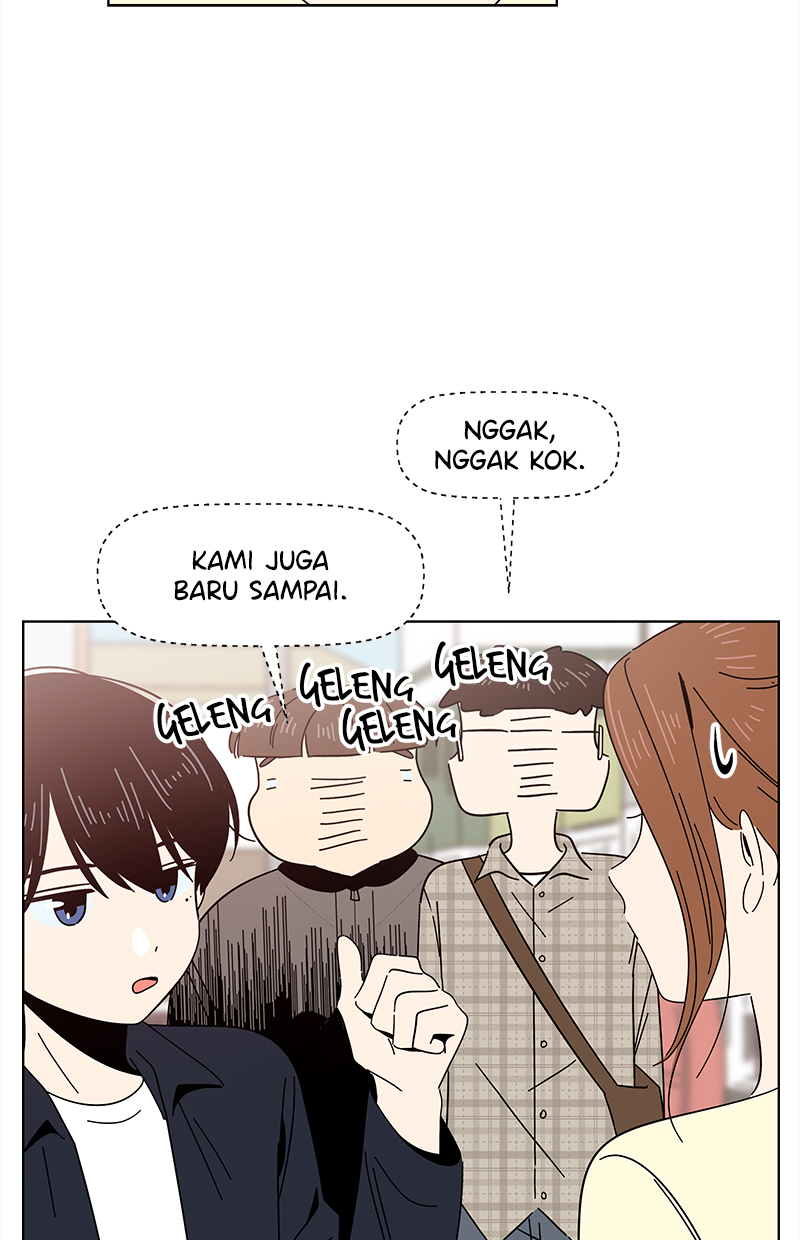 NGGAK,
NGGAK KOK.
KAMI JUGA
BARU SAMPAI.
GELENG
GELENG
GELENG
GELENG